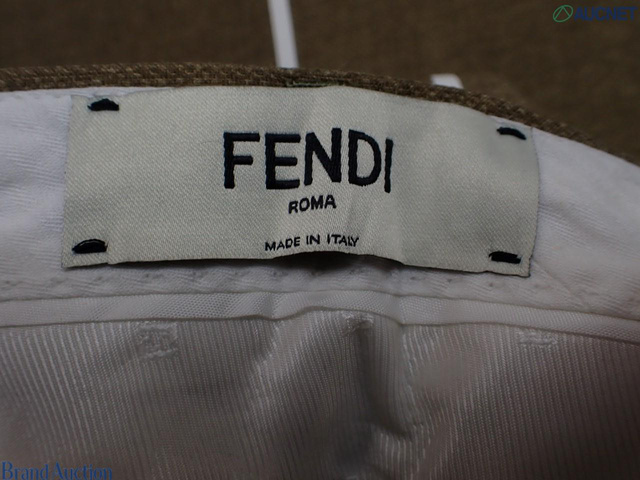 FENDI
ROMA
MADE IN ITALY
Brand Auction